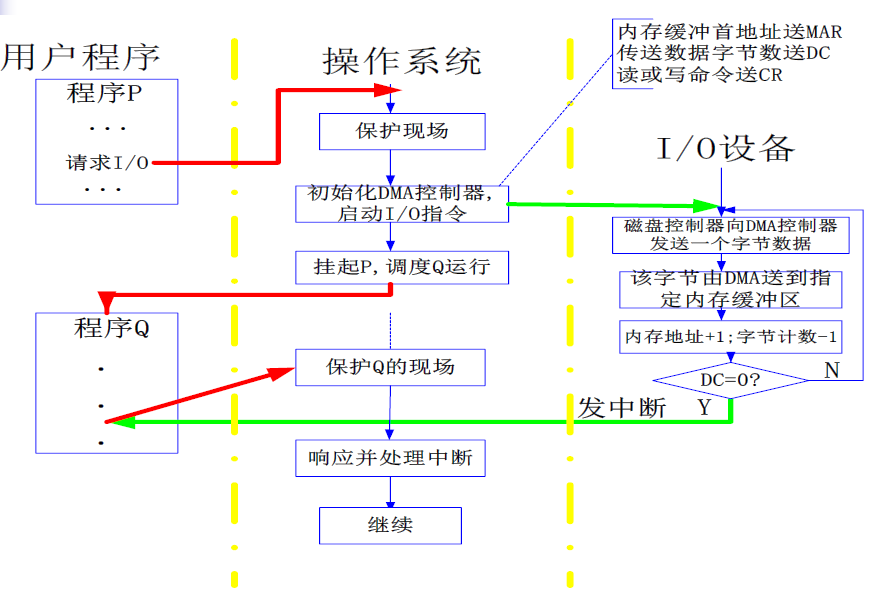 用户程序
程序P
...
请求I/O
...
操作系统
保护现场
初始化DMA控制器,
启动I/O指令
挂起P,调度Q运行
内存缓冲首地址送MAR
传送数据字节数送DC
读或写命令送CR
I/O设备
磁盘控制器向DMA控制器
发送一个字节数据
该字节由DMA送到指
定内存缓冲区
内存地址+1;字节计数-1
DC=0?
N
Y
发中断
程序Q
.
.
.
保护Q的现场
响应并处理中断
继续